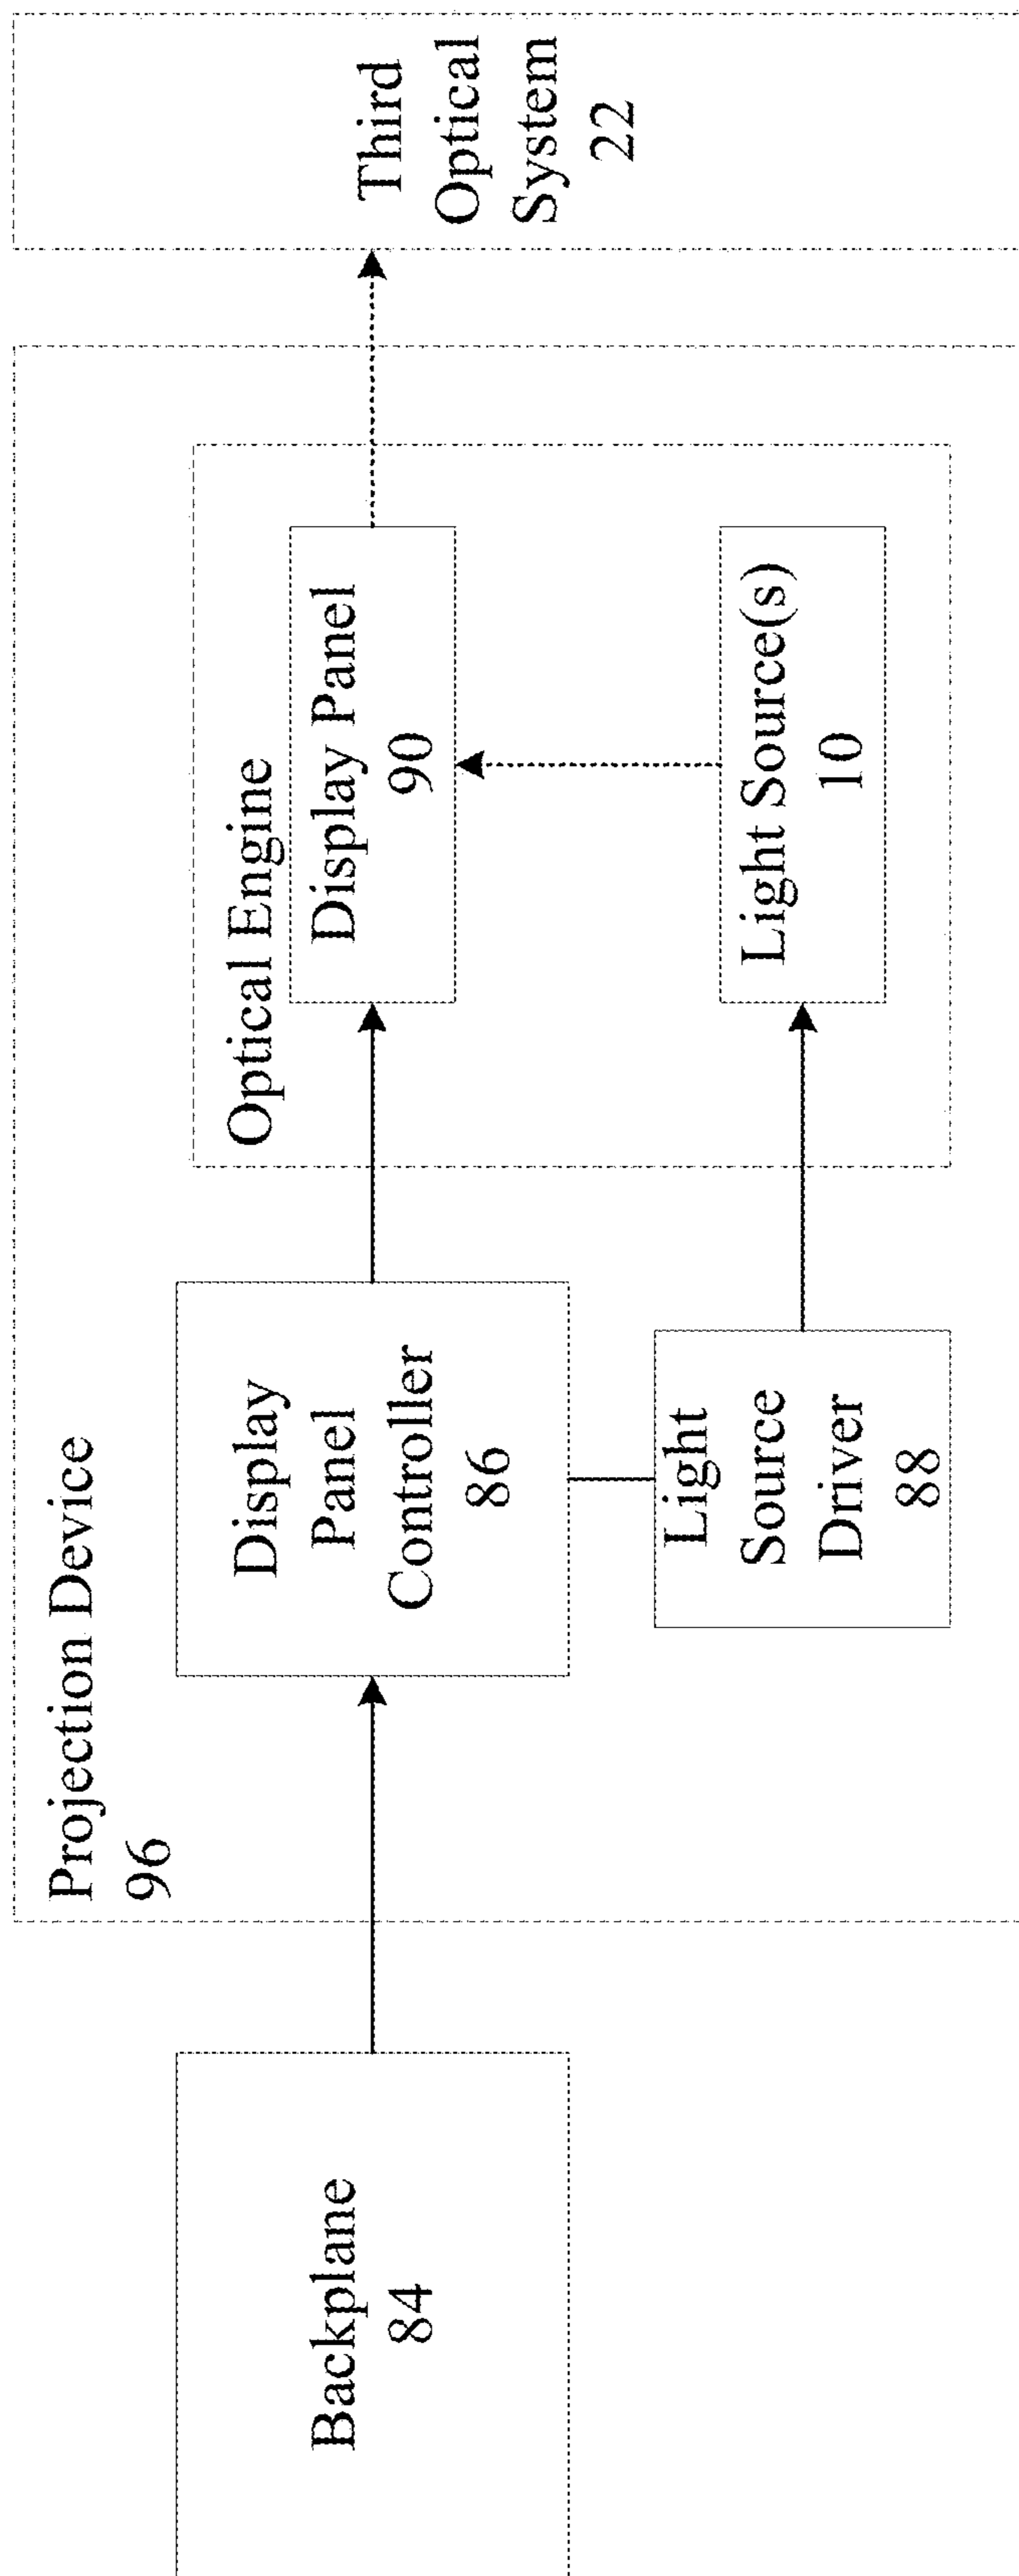 Projection Device
96
Backplane
84
Display
Panel
Controller
86
Light
Source
Driver
88
Optical Engine
Display Panel
90
Light Source(s)
10
Third
Optical
System
22